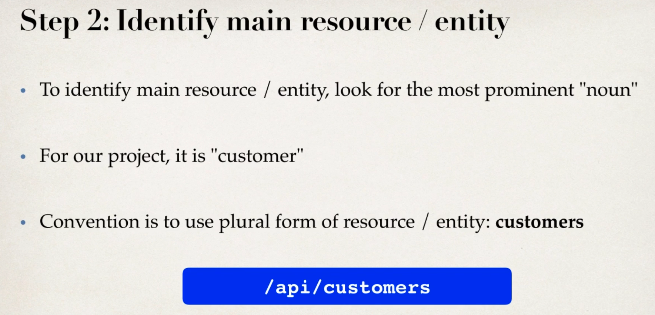 Step 2: Identify main resource / entity
• To identify main resource / entity, look for the most prominent "noun"
• For our project, it is "customer"
• Convention is to use plural form of resource / entity: customers
/api/customers